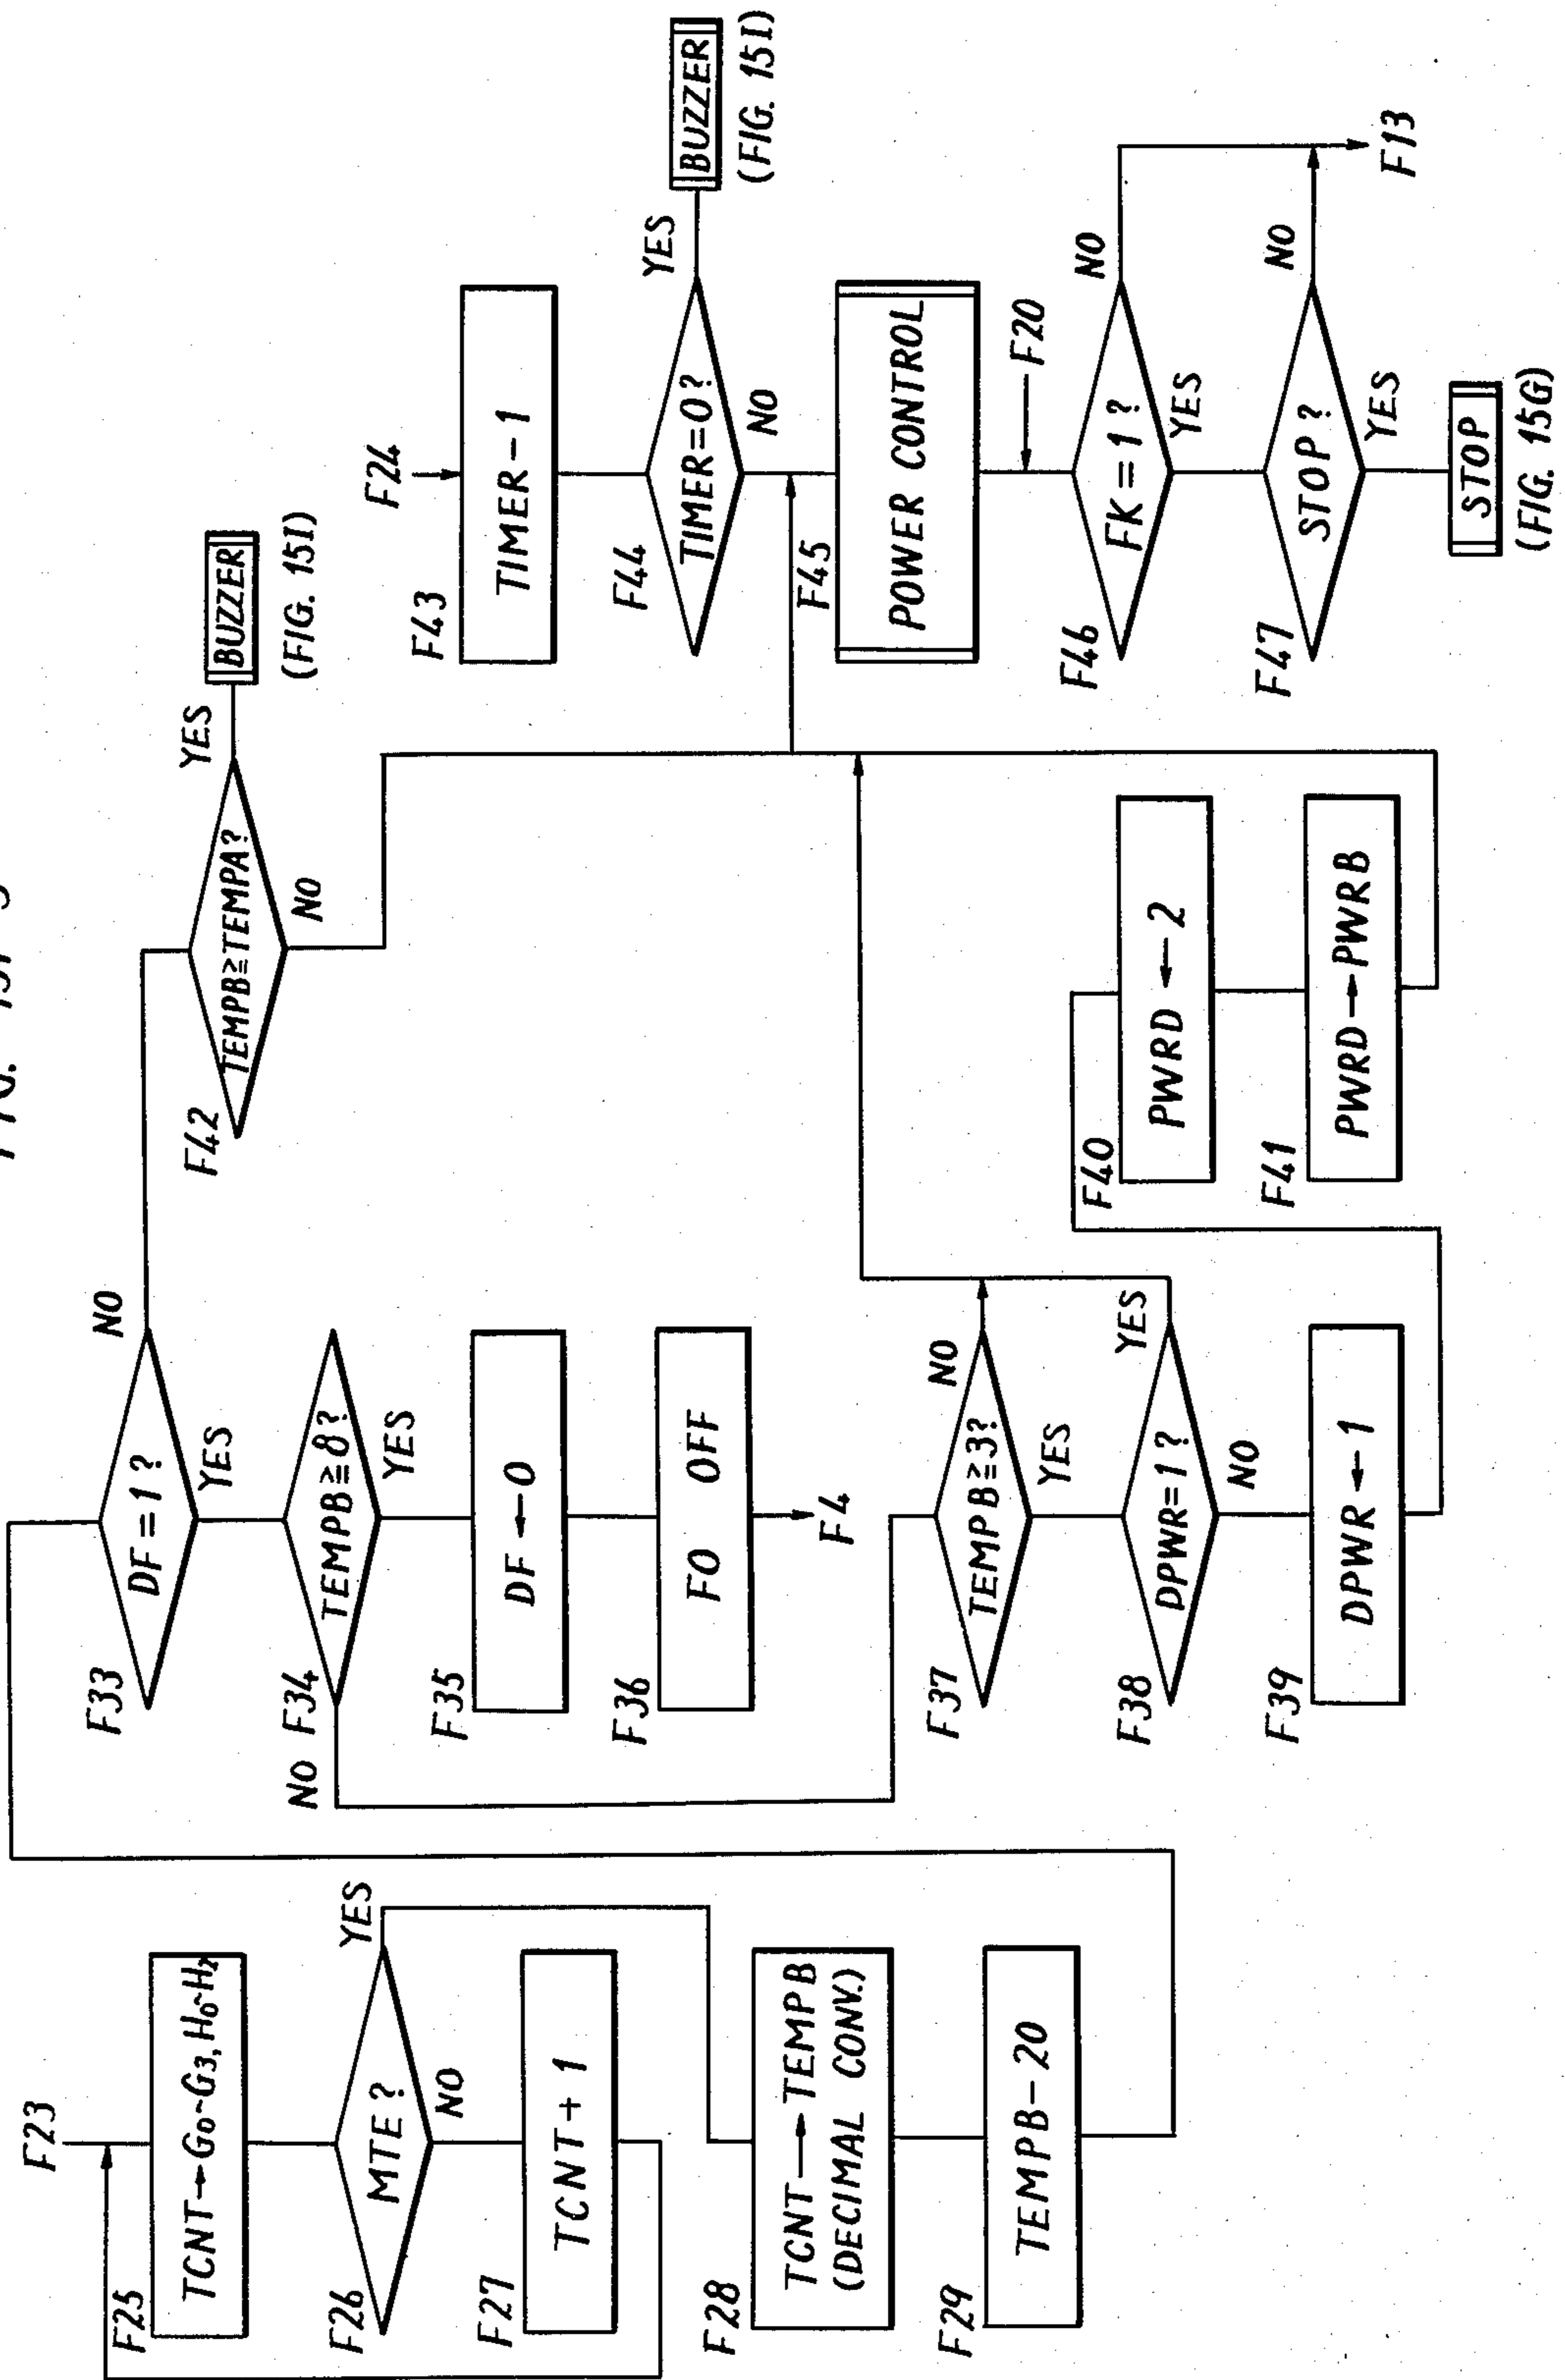 FIG. 15F-3
F23
F25
TCNT→G0~G3, H0~H2
F26
MTE?
YES
NO
F27
TCNT+1
F28
TCNT→TEMPB
(DECIMAL CONV.)
F29
TEMPB-20
F33
DF=1?
NO
YES
NO F34
TEMPB≧8?
YES
F35
DF←0
F36
FO OFF
F4
F37
TEMPB≧3?
NO
YES
F38
DPWR=1?
YES
NO
F39
DPWR←1
F40
PWRD←2
F41
PWRD→PWRB
F42
TEMPB≧TEMPA?
YES
NO
BUZZER
(FIG. 15I)
F24
F43
TIMER-1
F44
TIMER=0?
YES
NO
BUZZER
(FIG. 15I)
F45
POWER CONTROL
F20
F46
FK=1?
NO
YES
F47
STOP?
NO
YES
F13
STOP
(FIG. 15G)